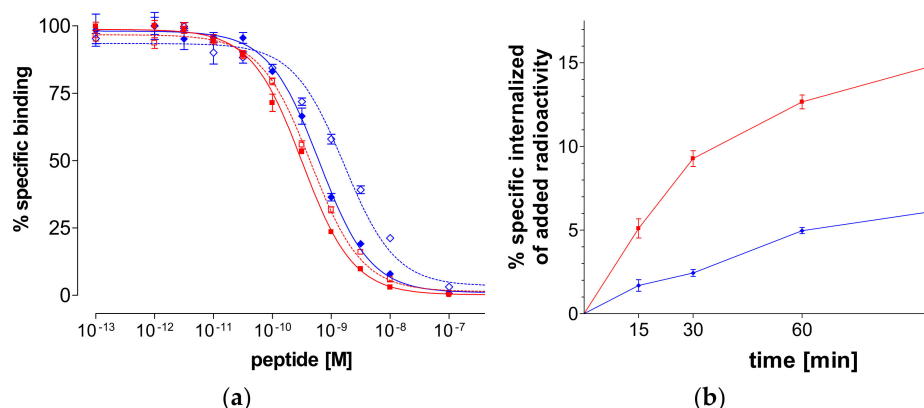 100
75
50
25
0
% specific binding
10⁻¹³ 10⁻¹² 10⁻¹¹ 10⁻¹⁰ 10⁻⁹ 10⁻⁸ 10⁻⁷
peptide [M]
(a)
15
10
5
0
% specific internalized
of added radioactivity
15 30 60
time [min]
(b)